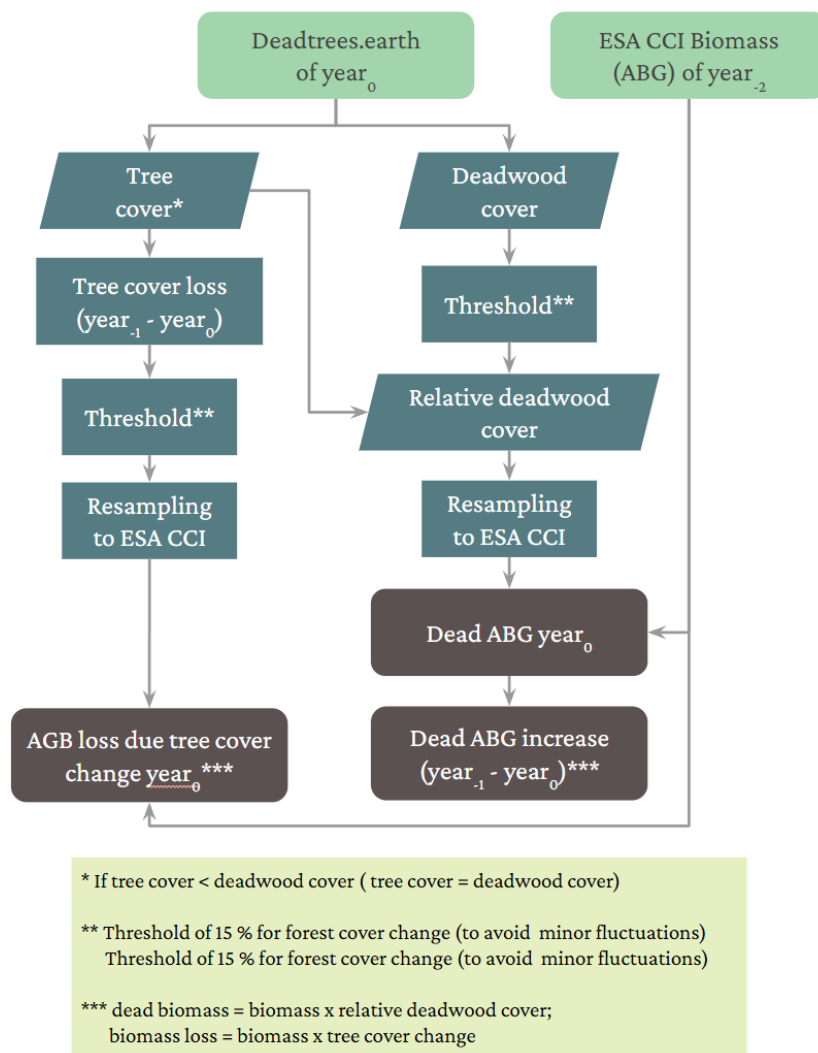 Deadtrees.earth
of year₀
ESA CCI Biomass
(ABG) of year₋₂
Tree
cover*
Deadwood
cover
Tree cover loss
(year₋₁ - year₀)
Threshold**
Threshold**
Relative deadwood
cover
Resampling
to ESA CCI
Resampling
to ESA CCI
Dead ABG year₀
AGB loss due tree cover
change year₀***
Dead ABG increase
(year₋₁ - year₀)***
* If tree cover < deadwood cover ( tree cover = deadwood cover)
** Threshold of 15 % for forest cover change (to avoid minor fluctuations)
Threshold of 15 % for forest cover change (to avoid minor fluctuations)
*** dead biomass = biomass x relative deadwood cover;
biomass loss = biomass x tree cover change